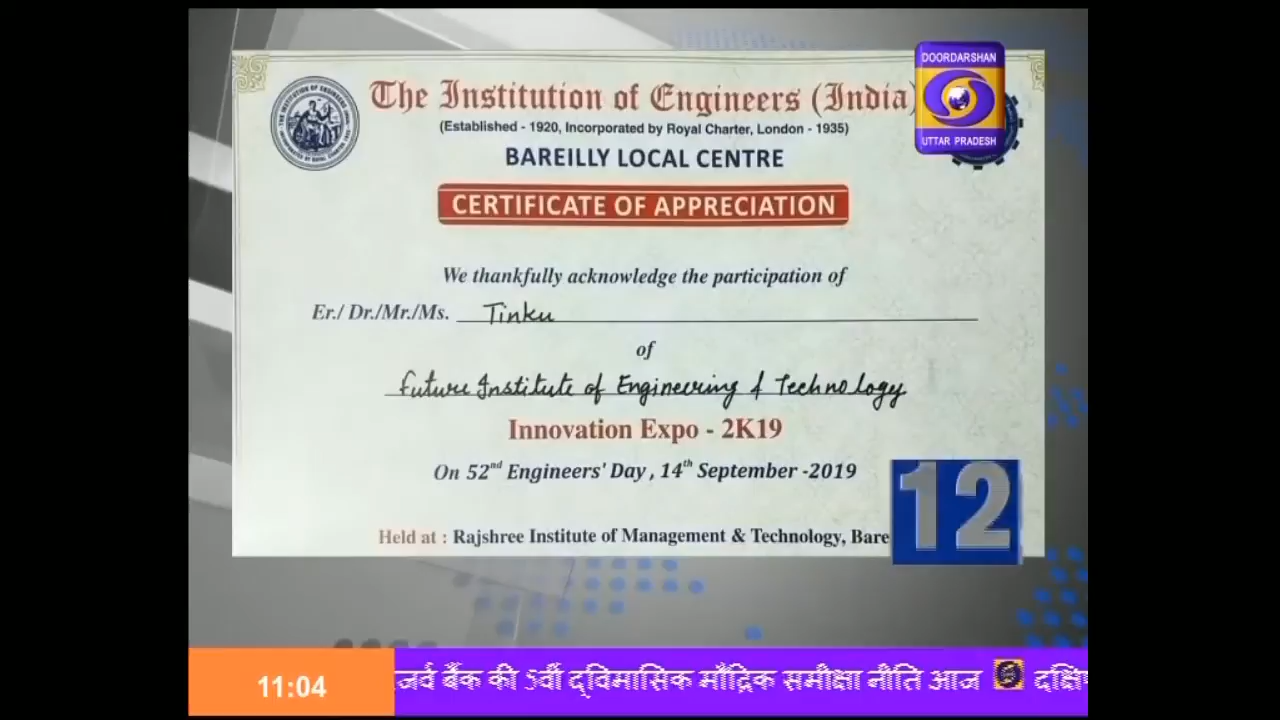 The Institution of Engineers (India)
(Established - 1920, Incorporated by Royal Charter, London - 1935)
BAREILLY LOCAL CENTRE
CERTIFICATE OF APPRECIATION
We thankfully acknowledge the participation of
Er./ Dr./Mr./Ms. Tinku
of
Future Institute of Engineering & Technology
Innovation Expo - 2K19
On 52nd Engineers' Day, 14th September -2019
Held at : Rajshree Institute of Management & Technology, Bare
DOORDARSHAN
UTTAR PRADESH
12
11:04
जर्व बैंक की 5वीं द्विमासिक मौद्रिक समीक्षा नीति आज